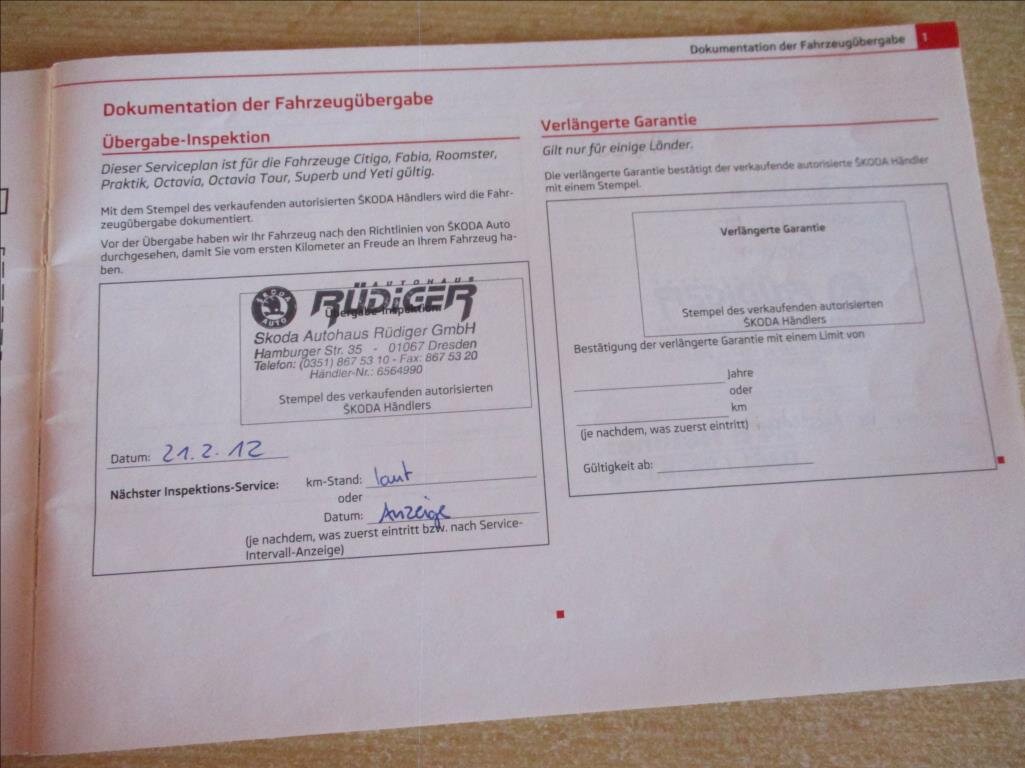 Dokumentation der Fahrzeugübergabe 1
Dokumentation der Fahrzeugübergabe
Übergabe-Inspektion
Dieser Serviceplan ist für die Fahrzeuge Citigo, Fabia, Roomster,
Praktik, Octavia, Octavia Tour, Superb und Yeti gültig.
Mit dem Stempel des verkaufenden autorisierten ŠKODA Händlers wird die Fahr-
zeugübergabe dokumentiert.
Vor der Übergabe haben wir Ihr Fahrzeug nach den Richtlinien von ŠKODA Auto
durchgesehen, damit Sie vom ersten Kilometer an Freude an Ihrem Fahrzeug ha-
ben.
AUTOHAUS
RÜDiGER
ŠKODA
AUTO
Übergabe-Inspektion
Skoda Autohaus Rüdiger GmbH
Hamburger Str. 35 - 01067 Dresden
Telefon: (0351) 867 53 10 - Fax: 867 53 20
Händler-Nr.: 6564990
Stempel des verkaufenden autorisierten
ŠKODA Händlers
Datum: 21.2.12
Nächster Inspektions-Service: km-Stand: laut
oder
Datum: Anzeige
(je nachdem, was zuerst eintritt bzw. nach Service-
Intervall-Anzeige)
Verlängerte Garantie
Gilt nur für einige Länder.
Die verlängerte Garantie bestätigt der verkaufende autorisierte ŠKODA Händler
mit einem Stempel.
Verlängerte Garantie
Stempel des verkaufenden autorisierten
ŠKODA Händlers
Bestätigung der verlängerte Garantie mit einem Limit von
Jahre
oder
km
(je nachdem, was zuerst eintritt)
Gültigkeit ab: